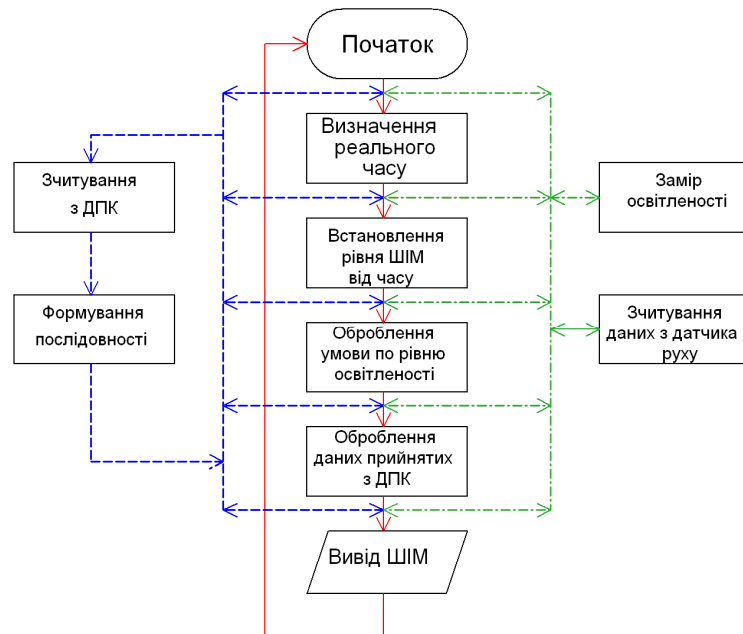 Початок
Визначення
реального
часу
Зчитування
з ДПК
Замір
освітленості
Встановлення
рівня ШІМ
від часу
Формування
послідовності
Оброблення
умови по рівню
освітленості
Зчитування
даних з датчика
руху
Оброблення
даних прийнятих
з ДПК
Вивід ШІМ